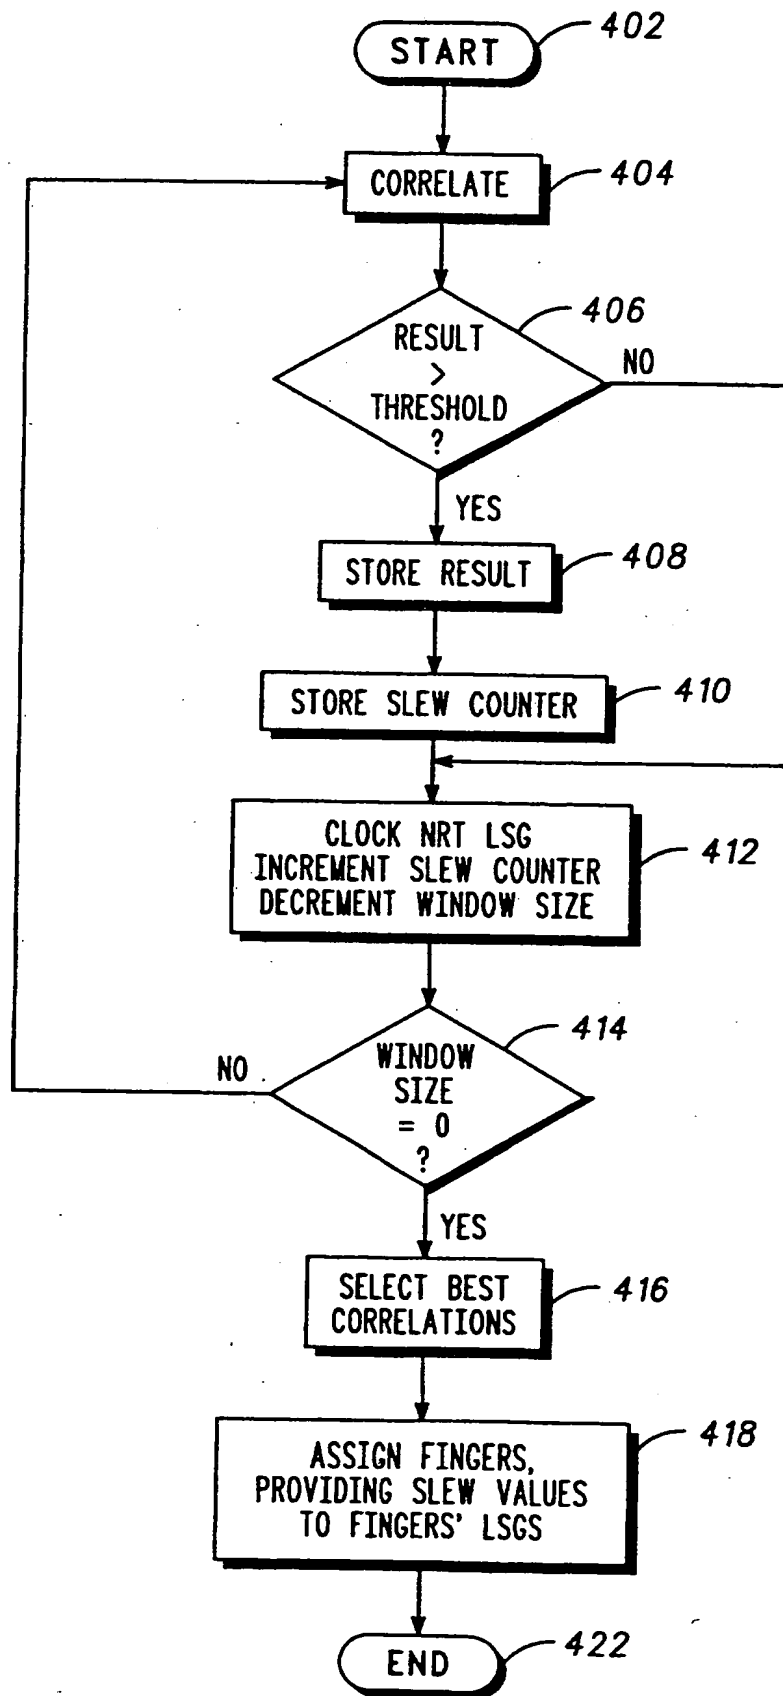 START
402
CORRELATE
404
406
RESULT
>
THRESHOLD
?
NO
YES
STORE RESULT
408
STORE SLEW COUNTER
410
CLOCK NRT LSG
INCREMENT SLEW COUNTER
DECREMENT WINDOW SIZE
412
414
WINDOW
SIZE
= 0
?
NO
YES
SELECT BEST
CORRELATIONS
416
ASSIGN FINGERS,
PROVIDING SLEW VALUES
TO FINGERS' LSGS
418
END
422